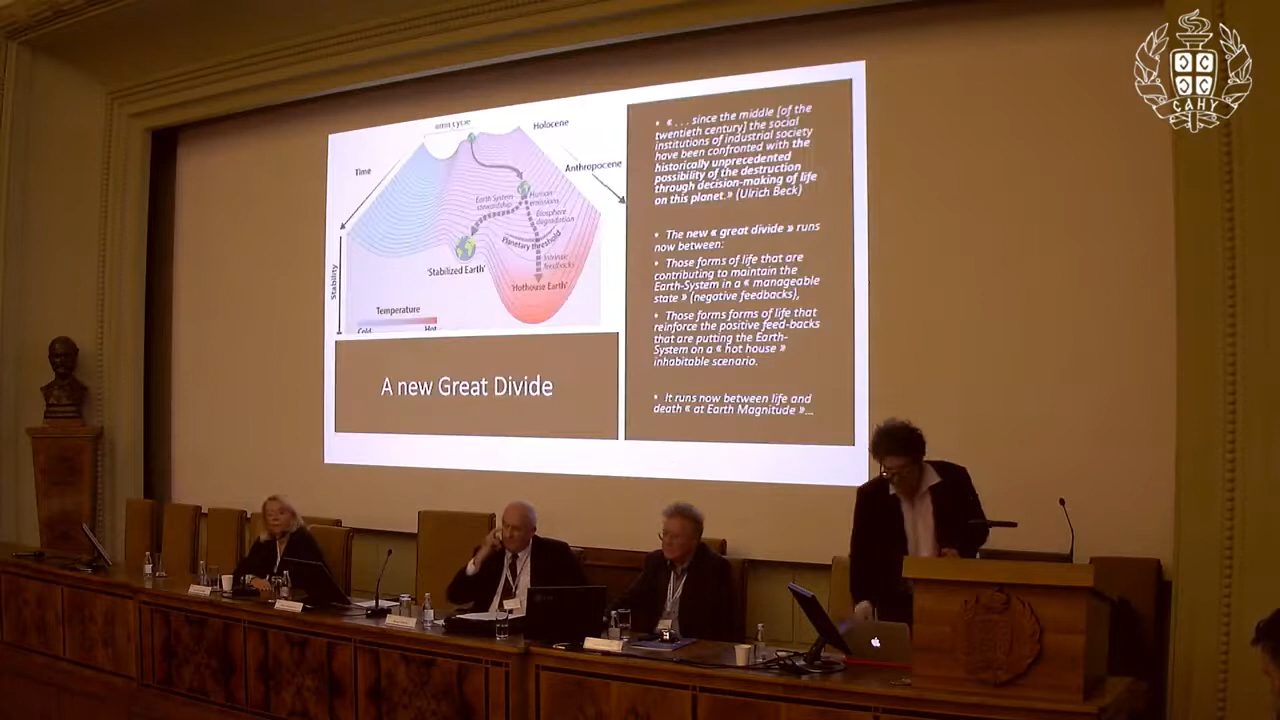 Holocene
Time
Anthropocene
Earth System
stewardship
Human
emissions
Biosphere
degradation
Planetary threshold
Intrinsic
feedbacks
'Stabilized Earth'
'Hothouse Earth'
Stability
Temperature
Cold
Hot
A new Great Divide
• « . . . since the middle [of the
twentieth century] the social
institutions of industrial society
have been confronted with the
historically unprecedented
possibility of the destruction
through decision-making of life
on this planet.» (Ulrich Beck)
• The new « great divide » runs
now between:
• Those forms of life that are
contributing to maintain the
Earth-System in a « manageable
state » (negative feedbacks),
• Those forms forms of life that
reinforce the positive feed-backs
that are putting the Earth-
System on a « hot house »
inhabitable scenario.
• It runs now between life and
death « at Earth Magnitude »...
САНУ